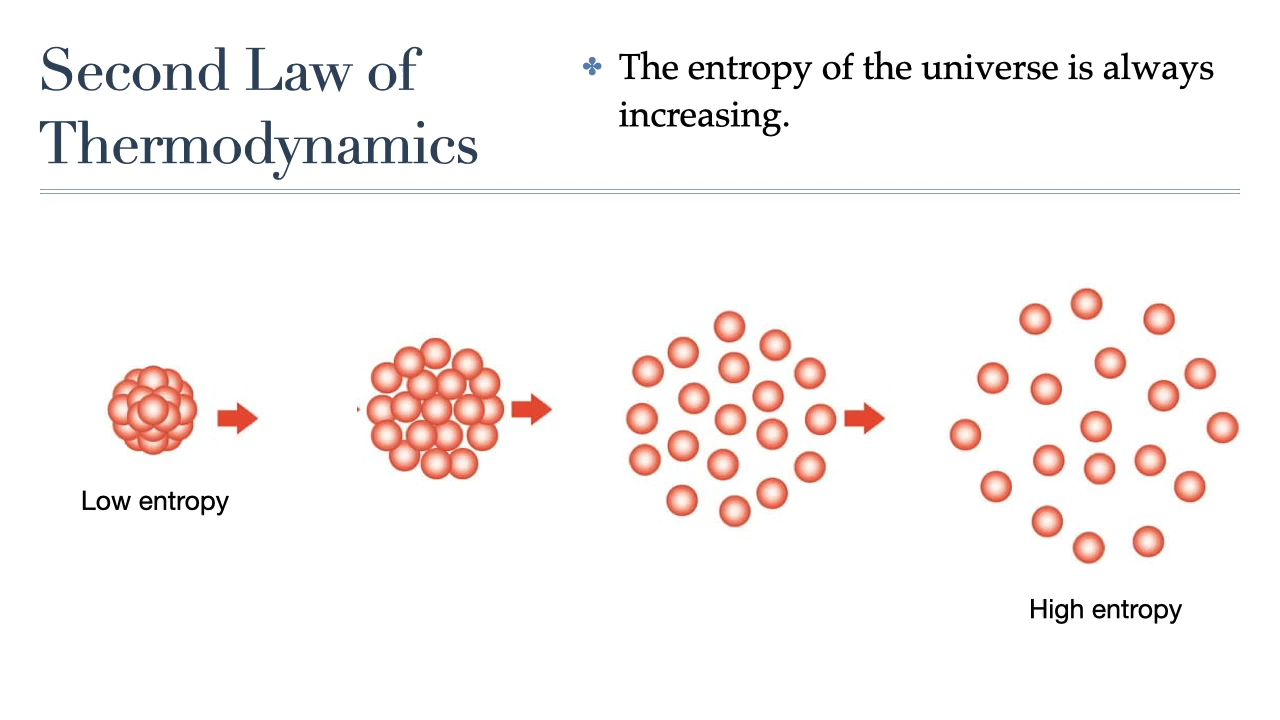 Second Law of
Thermodynamics
The entropy of the universe is always
increasing.
Low entropy
High entropy